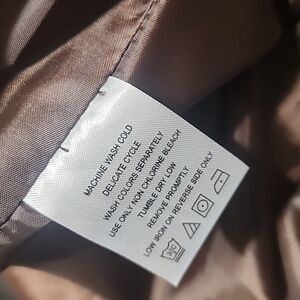 MACHINE WASH COLD
DELICATE CYCLE
WASH COLORS SEPARATELY
USE ONLY NON CHLORINE BLEACH
TUMBLE DRY LOW
REMOVE PROMPTLY
LOW IRON ON REVERSE SIDE ONLY